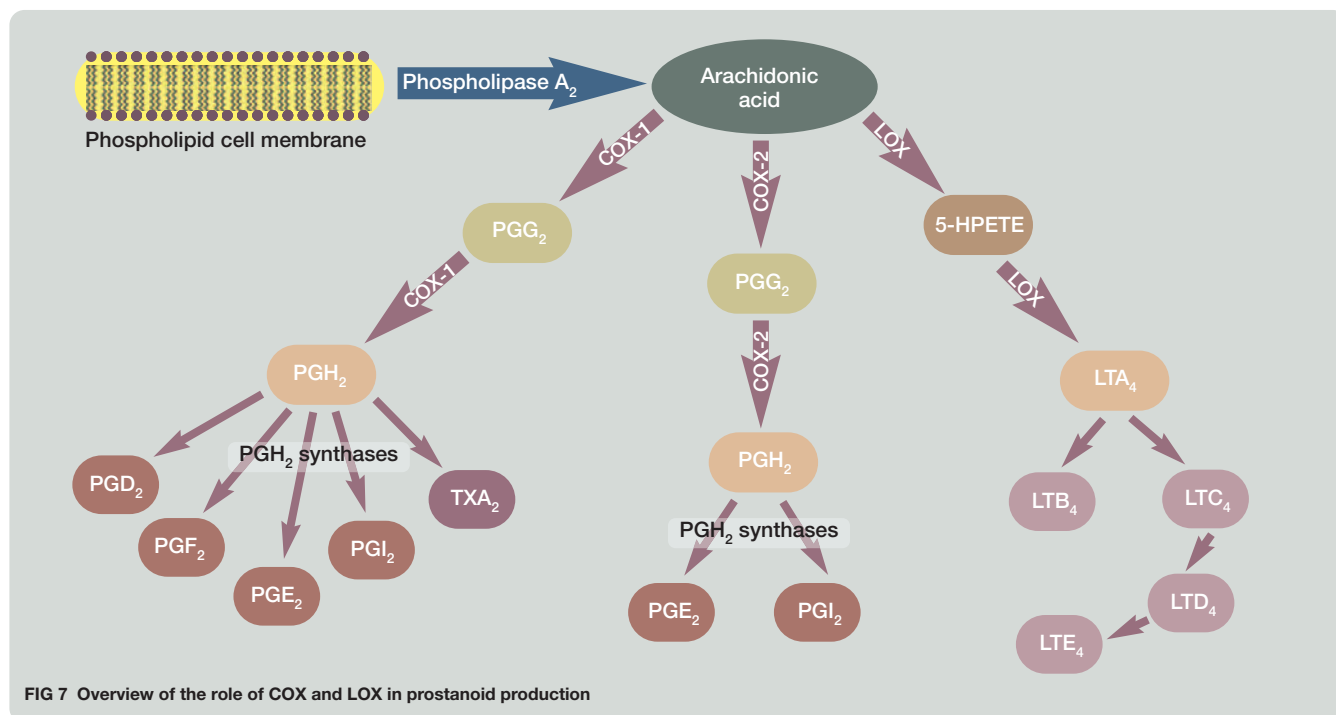 Phospholipase A₂
Arachidonic
acid
Phospholipid cell membrane
COX-1
COX-2
LOX
PGG₂
5-HPETE
PGG₂
COX-1
LOX
COX-2
PGH₂
LTA₄
PGH₂ synthases
PGH₂
PGD₂
TXA₂
LTB₄
LTC₄
PGF₂
PGI₂
PGH₂ synthases
PGE₂
PGE₂
PGI₂
LTD₄
LTE₄
FIG 7 Overview of the role of COX and LOX in prostanoid production